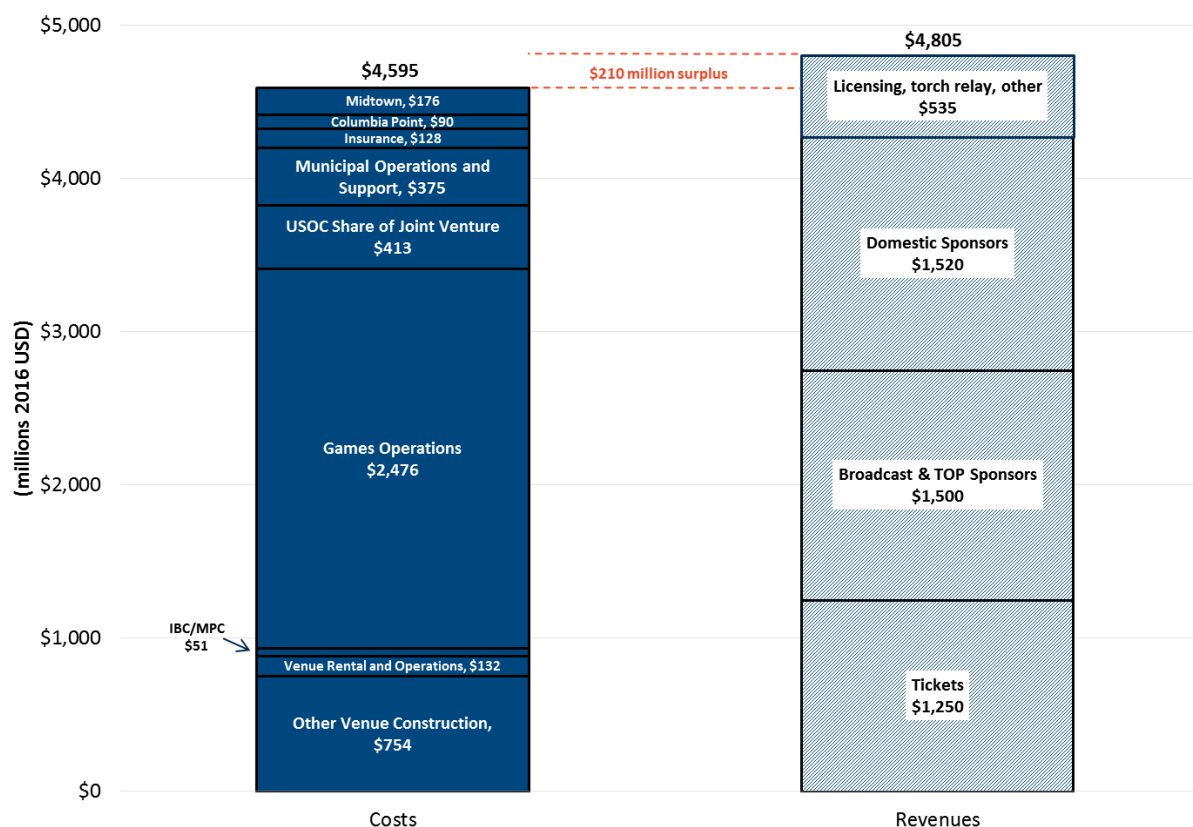 $5,000
$4,000
$3,000
$2,000
$1,000
$0
(millions 2016 USD)
$4,595
Midtown, $176
Columbia Point, $90
Insurance, $128
Municipal Operations and
Support, $375
USOC Share of Joint Venture
$413
Games Operations
$2,476
IBC/MPC
$51
Venue Rental and Operations, $132
Other Venue Construction,
$754
Costs
$210 million surplus
$4,805
Licensing, torch relay, other
$535
Domestic Sponsors
$1,520
Broadcast & TOP Sponsors
$1,500
Tickets
$1,250
Revenues